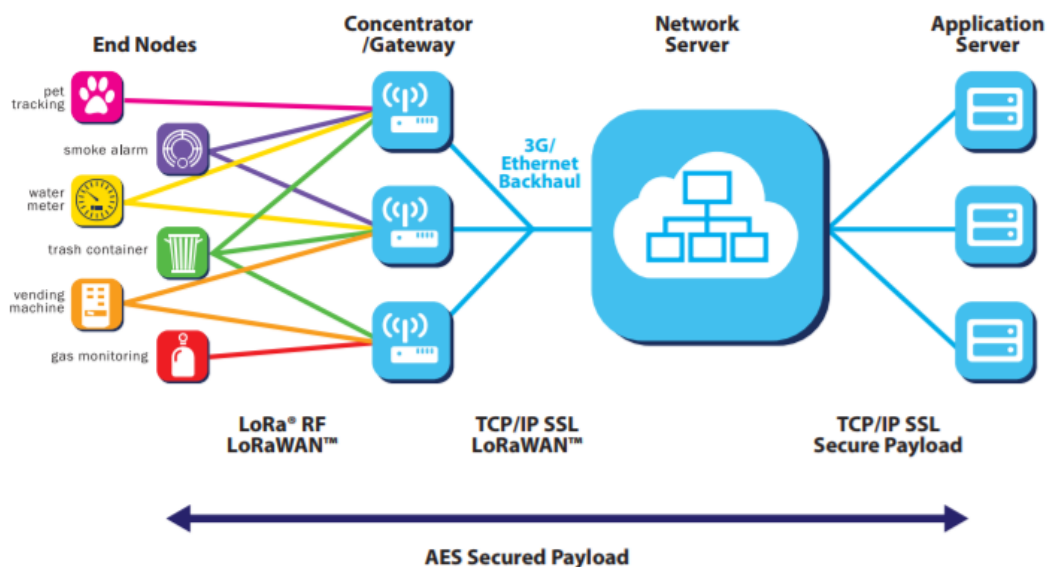 End Nodes
Concentrator
/Gateway
Network
Server
Application
Server
pet
tracking
smoke alarm
water
meter
trash container
vending
machine
gas monitoring
3G/
Ethernet
Backhaul
LoRa® RF
LoRaWAN™
TCP/IP SSL
LoRaWAN™
TCP/IP SSL
Secure Payload
AES Secured Payload